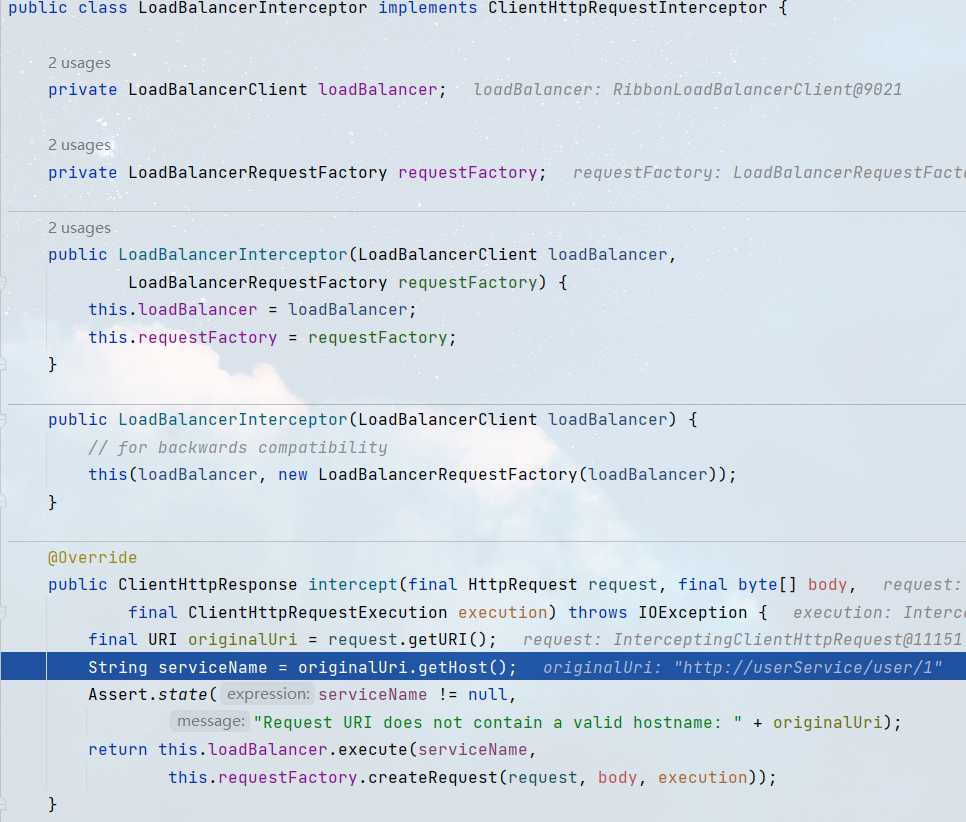 public class LoadBalancerInterceptor implements ClientHttpRequestInterceptor {
2 usages
private LoadBalancerClient loadBalancer; loadBalancer: RibbonLoadBalancerClient@9021
2 usages
private LoadBalancerRequestFactory requestFactory; requestFactory:
2 usages
public LoadBalancerInterceptor(LoadBalancerClient loadBalancer,
LoadBalancerRequestFactory requestFactory) {
this.loadBalancer = loadBalancer;
this.requestFactory = requestFactory;
}
public LoadBalancerInterceptor(LoadBalancerClient loadBalancer) {
// for backwards compatibility
this(loadBalancer, new LoadBalancerRequestFactory(loadBalancer));
}
@Override
public ClientHttpResponse intercept(final HttpRequest request, final byte[] body, request:
final ClientHttpRequestExecution execution) throws IOException { execution:
final URI originalUri = request.getURI(); request: InterceptingClientHttpRequest@11151
String serviceName = originalUri.getHost(); originalUri: "http://userService/user/1"
Assert.state( expression: serviceName != null,
message: "Request URI does not contain a valid hostname: " + originalUri);
return this.loadBalancer.execute(serviceName,
this.requestFactory.createRequest(request, body, execution));
}